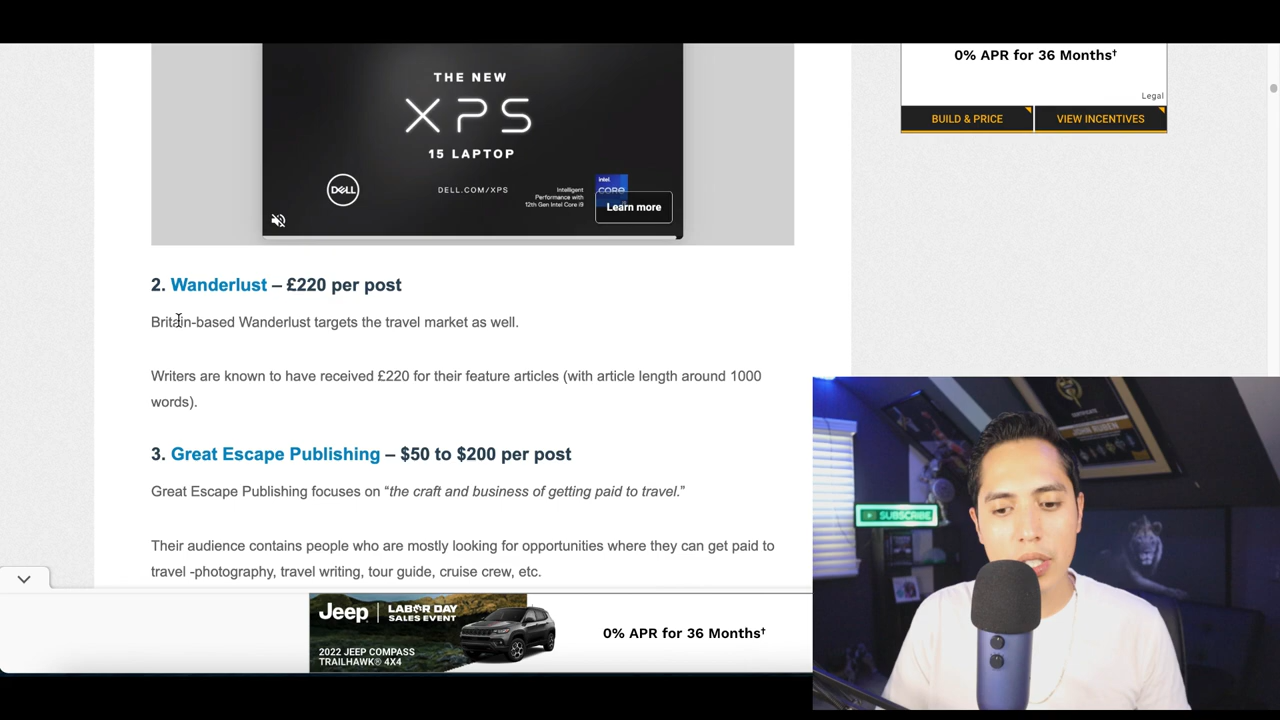 THE NEW
XPS
15 LAPTOP
DELL
DELL.COM/XPS
Intelligent
Performance with
12th Gen Intel Core i9
intel
CORE
Learn more
0% APR for 36 Months†
Legal
BUILD & PRICE
VIEW INCENTIVES
2. Wanderlust – £220 per post
Britain-based Wanderlust targets the travel market as well.
Writers are known to have received £220 for their feature articles (with article length around 1000
words).
3. Great Escape Publishing – $50 to $200 per post
Great Escape Publishing focuses on “the craft and business of getting paid to travel.”
Their audience contains people who are mostly looking for opportunities where they can get paid to
travel -photography, travel writing, tour guide, cruise crew, etc.
Jeep
LABOR DAY
SALES EVENT
2022 JEEP COMPASS
TRAILHAWK® 4X4
0% APR for 36 Months†
SUBSCRIBE